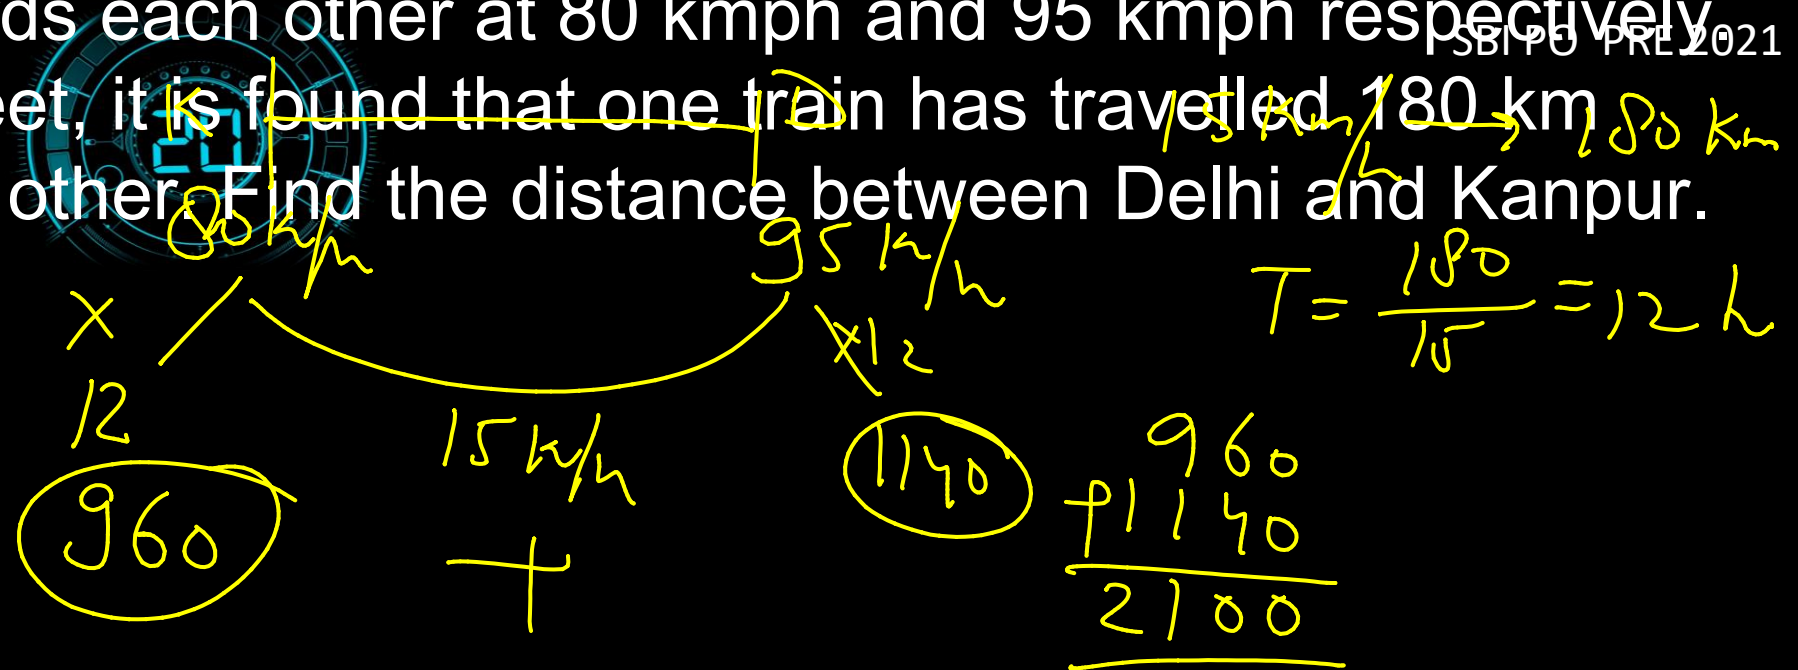 ds each other at 80 kmph and 95 kmph respectively.
SBI PO PRE 2021
eet, it is found that one train has travelled 180 km
K D 15 Km/h → 180 Km
20
other. Find the distance between Delhi and Kanpur.
80 k/h 95 k/h
T = 180/15 = 12 h
X X12
12
15 k/h
960 1140
960
+1140
2100
+